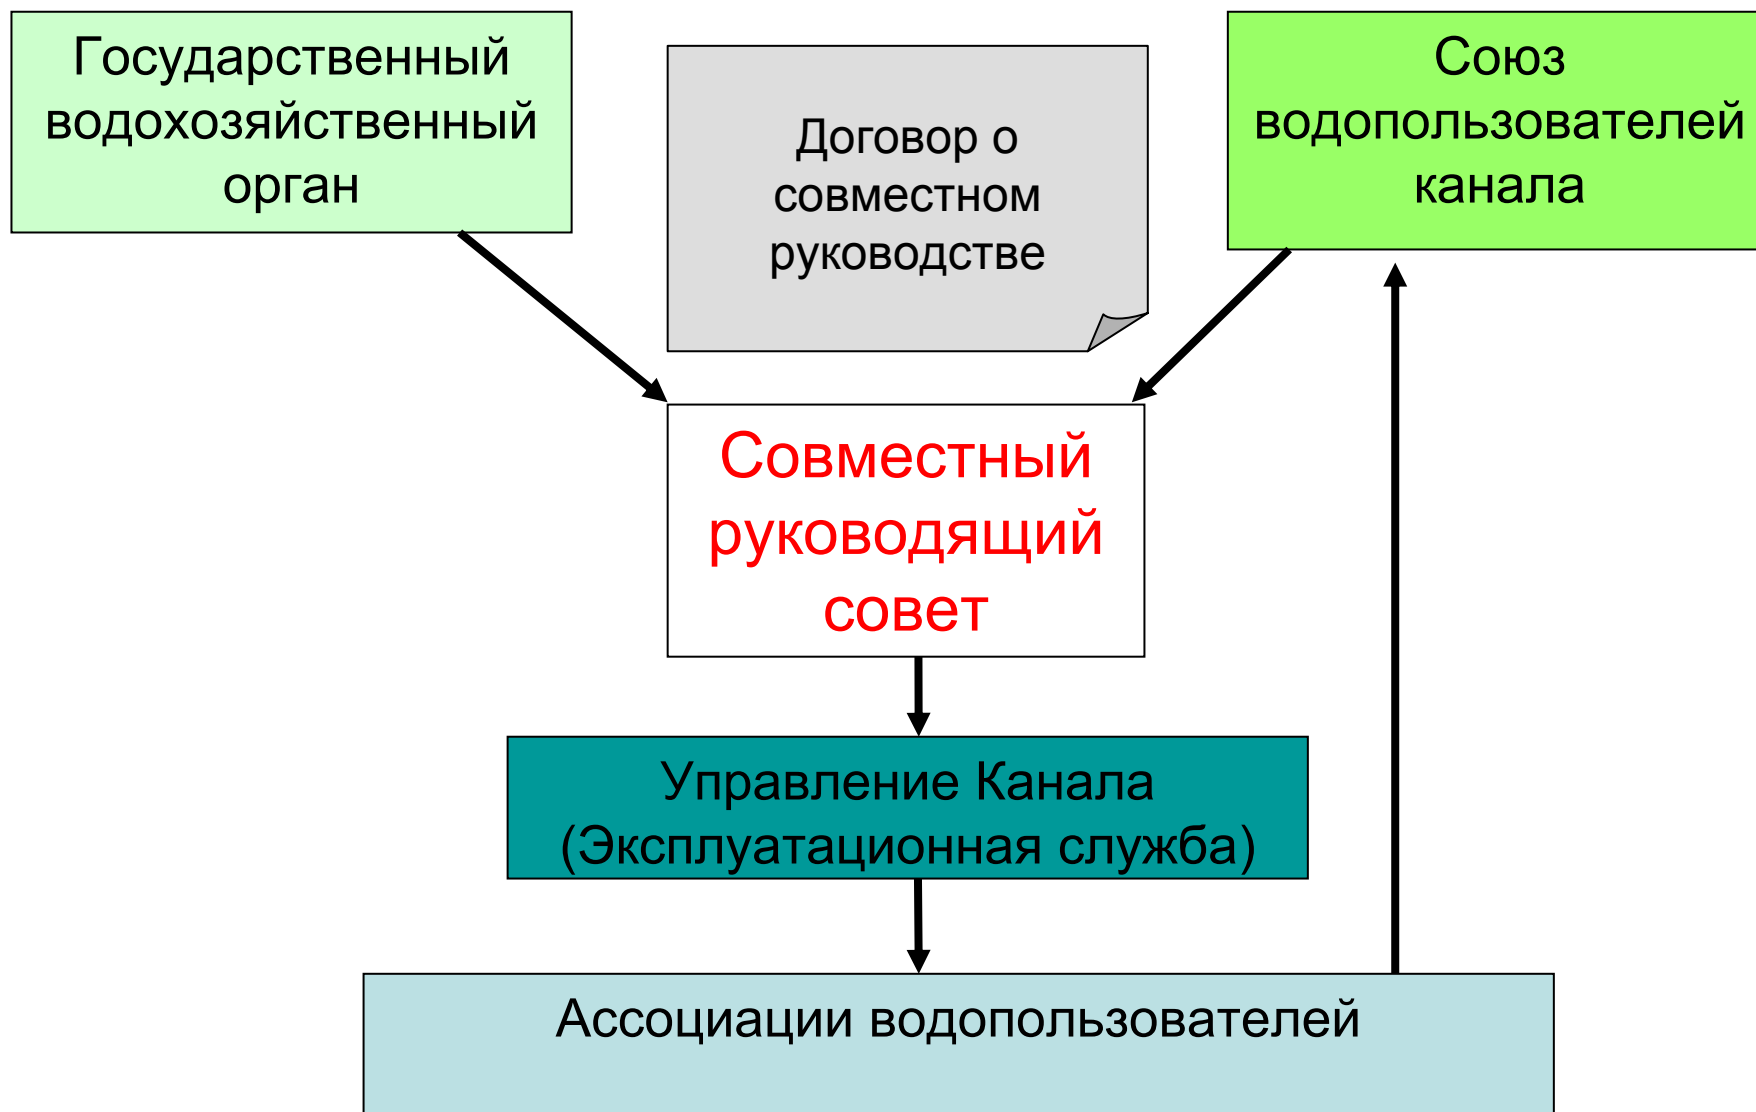 Государственный
водохозяйственный
орган
Договор о
совместном
руководстве
Союз
водопользователей
канала
Совместный
руководящий
совет
Управление Канала
(Эксплуатационная служба)
Ассоциации водопользователей